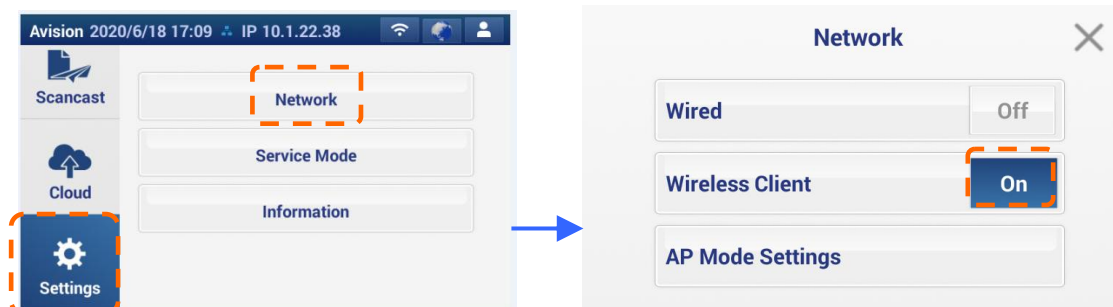 Avision 2020/6/18 17:09 IP 10.1.22.38
Scancast
Cloud
Settings
Network
Service Mode
Information
Network
Wired Off
Wireless Client On
AP Mode Settings